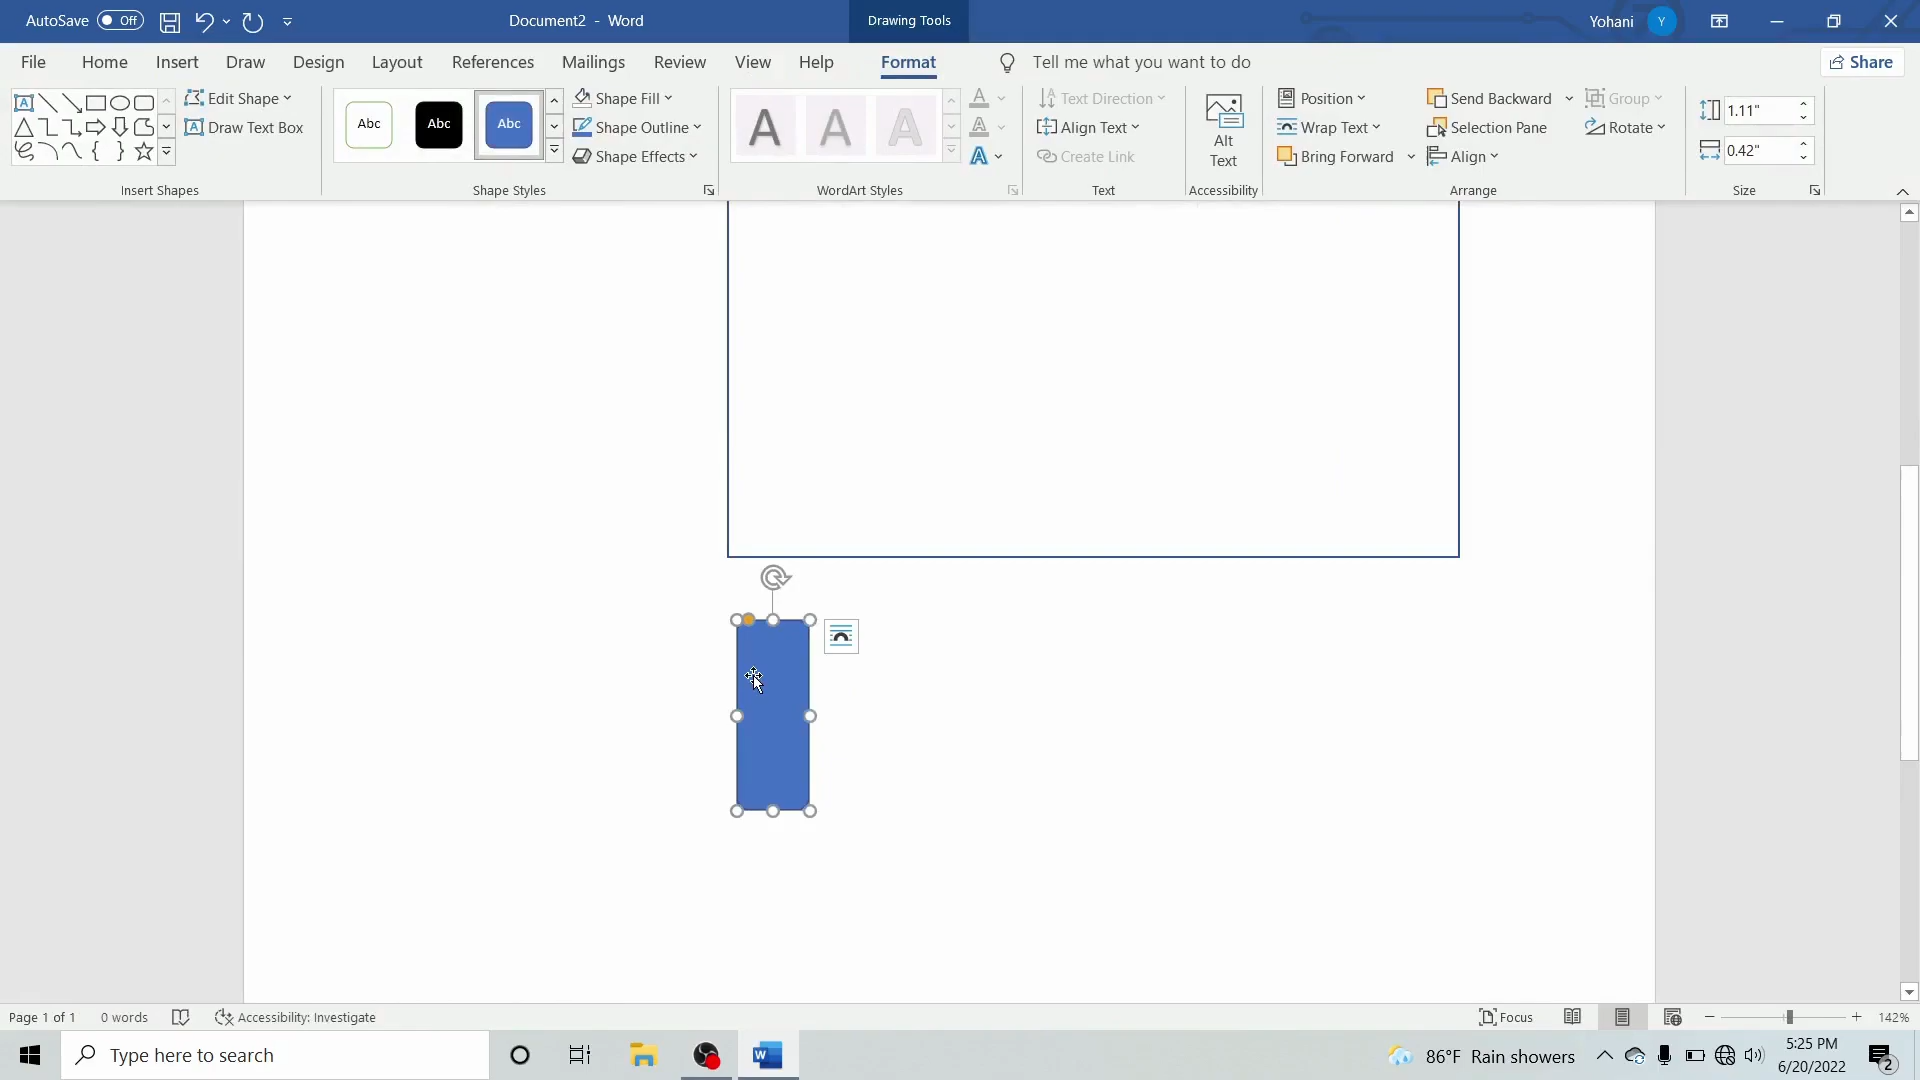 AutoSave Off Document2 - Word Drawing Tools Yohani Y
File Home Insert Draw Design Layout References Mailings Review View Help Format Tell me what you want to do Share
Edit Shape
Draw Text Box
Insert Shapes
Abc Abc Abc
Shape Fill
Shape Outline
Shape Effects
Shape Styles
A A A
WordArt Styles
Text Direction
Align Text
Create Link
Text
Alt
Text
Accessibility
Position
Wrap Text
Bring Forward
Send Backward
Selection Pane
Align
Group
Rotate
Arrange
1.11"
0.42"
Size
Page 1 of 1 0 words Accessibility: Investigate Focus 142%
Type here to search
86°F Rain showers
5:25 PM
6/20/2022
2